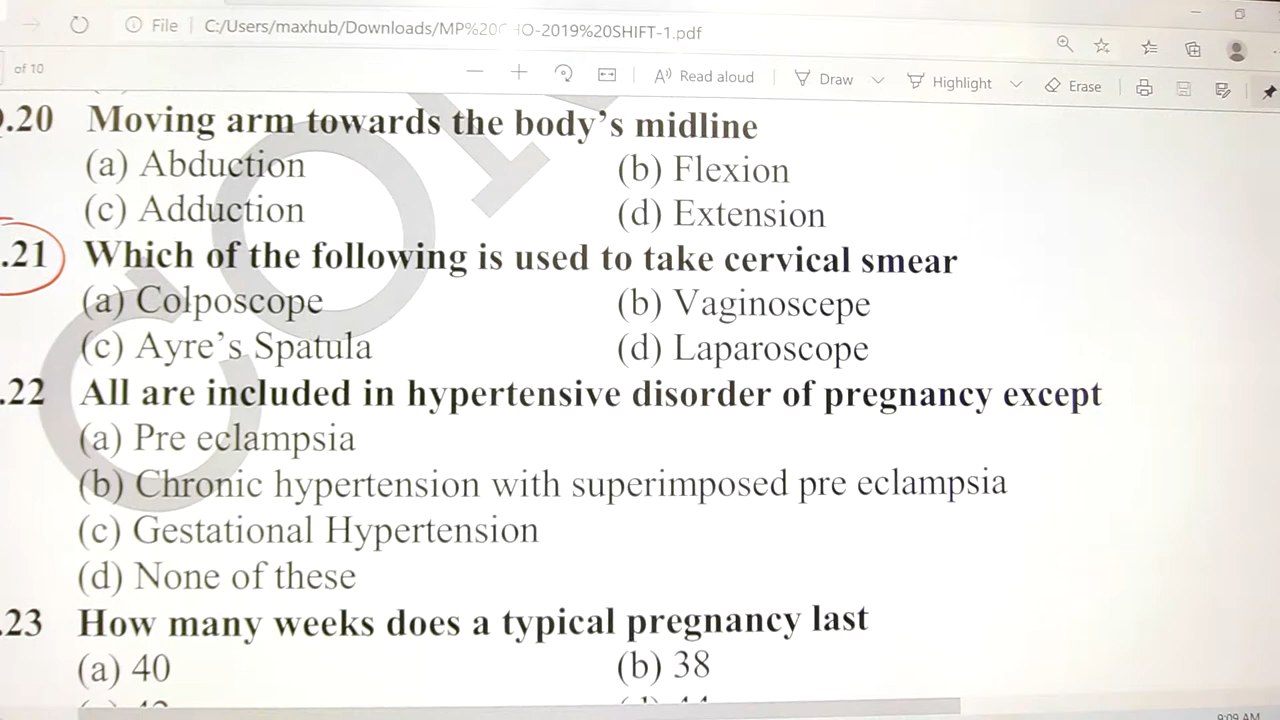 File
C:/Users/maxhub/Downloads/MP%20 HO-2019%20SHIFT-1.pdf
of 10
Read aloud
Draw
Highlight
Erase
.20 Moving arm towards the body’s midline
(a) Abduction (b) Flexion
(c) Adduction (d) Extension
.21 Which of the following is used to take cervical smear
(a) Colposcope (b) Vaginoscepe
(c) Ayre’s Spatula (d) Laparoscope
.22 All are included in hypertensive disorder of pregnancy except
(a) Pre eclampsia
(b) Chronic hypertension with superimposed pre eclampsia
(c) Gestational Hypertension
(d) None of these
.23 How many weeks does a typical pregnancy last
(a) 40 (b) 38
9:09 AM